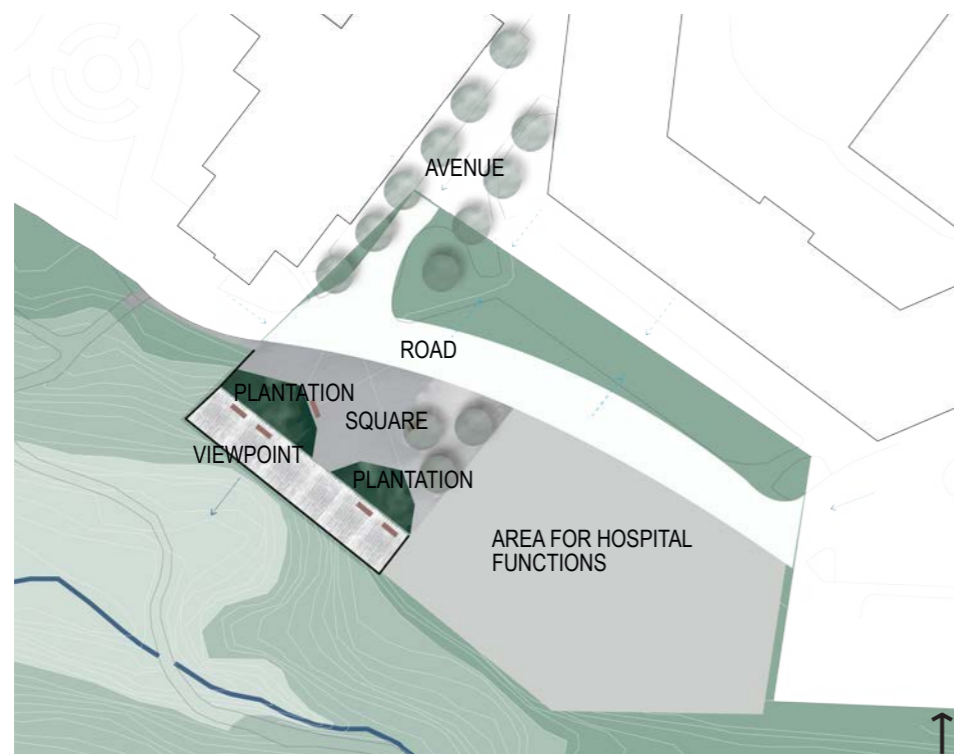 AVENUE
ROAD
PLANTATION
SQUARE
VIEWPOINT
PLANTATION
AREA FOR HOSPITAL
FUNCTIONS